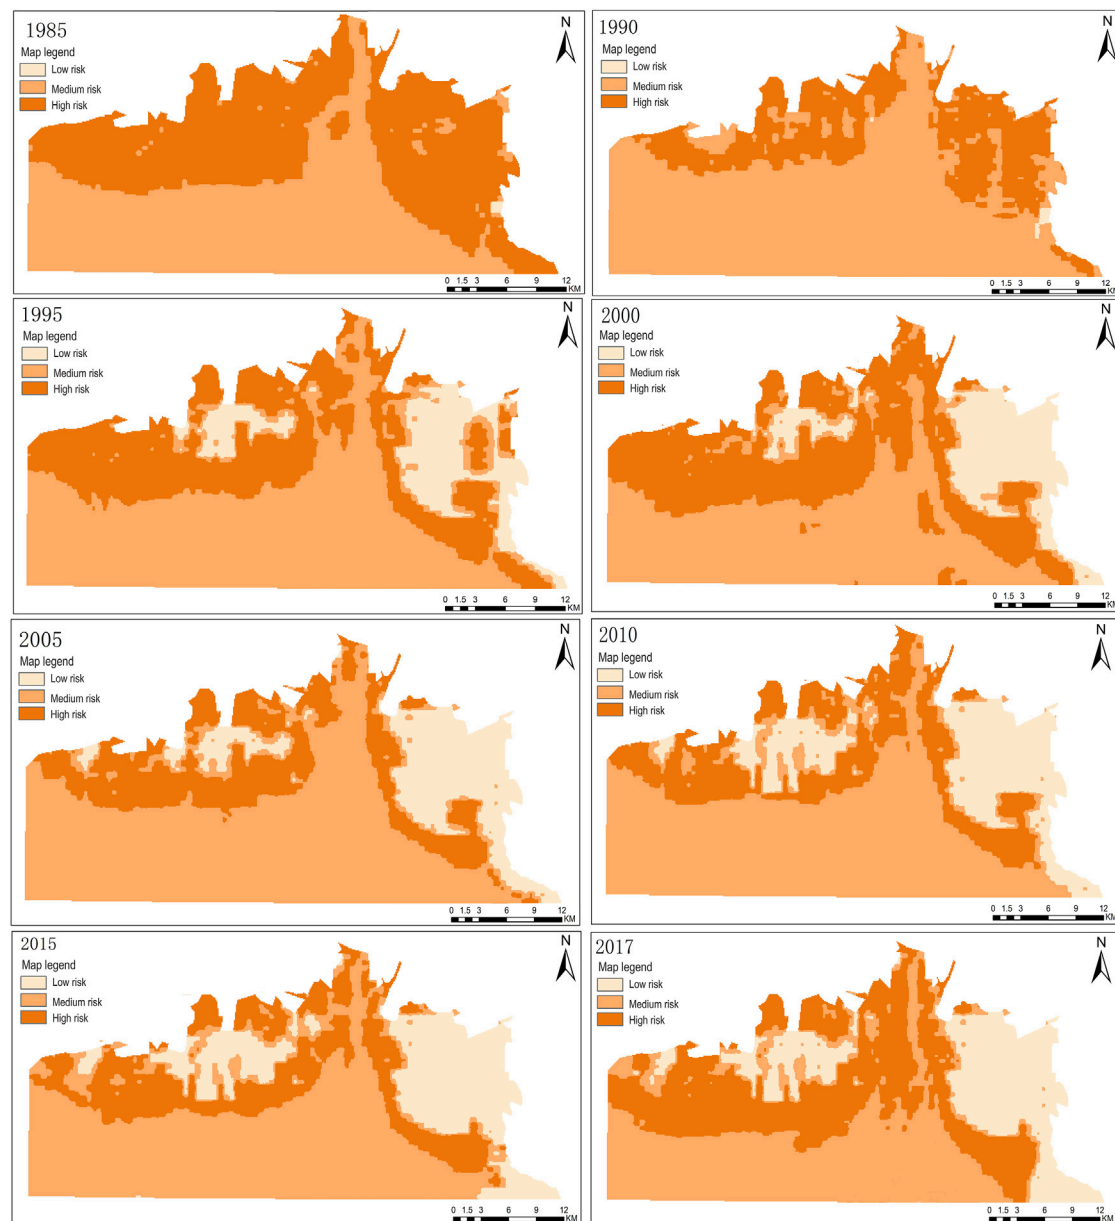 1985
N
Map legend
Low risk
Medium risk
High risk
0 1.5 3 6 9 12
KM
1990
N
Map legend
Low risk
Medium risk
High risk
0 1.5 3 6 9 12
KM
1995
N
Map legend
Low risk
Medium risk
High risk
0 1.5 3 6 9 12
KM
2000
N
Map legend
Low risk
Medium risk
High risk
0 1.5 3 6 9 12
KM
2005
N
Map legend
Low risk
Medium risk
High risk
0 1.5 3 6 9 12
KM
2010
N
Map legend
Low risk
Medium risk
High risk
0 1.5 3 6 9 12
KM
2015
N
Map legend
Low risk
Medium risk
High risk
0 1.5 3 6 9 12
KM
2017
N
Map legend
Low risk
Medium risk
High risk
0 1.5 3 6 9 12
KM